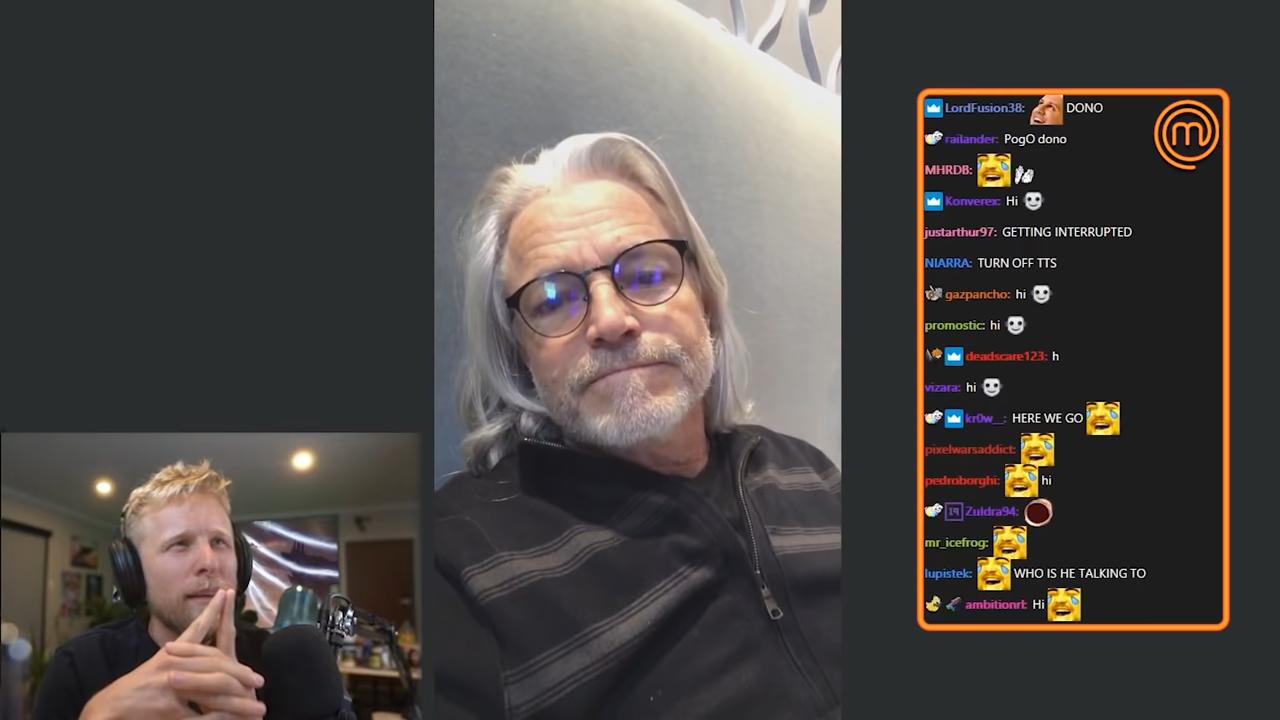 LordFusion38: DONO
railander: PogO dono
MHRDB:
Konverex: Hi
justarthur97: GETTING INTERRUPTED
NIARRA: TURN OFF TTS
gazpancho: hi
promostic: hi
deadscare123: h
vizara: hi
kr0w__: HERE WE GO
pixelwarsaddict:
pedroborghi: hi
19 Zuldra94:
mr_icefrog:
lupistek: WHO IS HE TALKING TO
ambitionrl: Hi